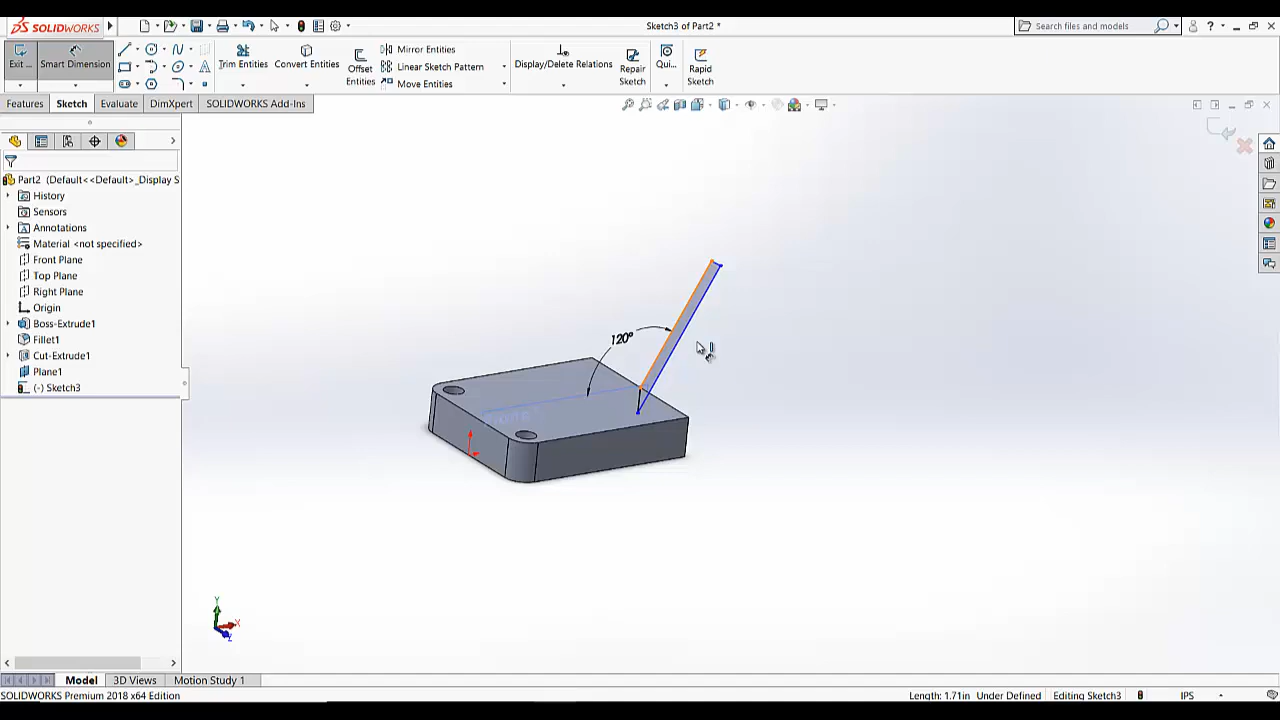 SOLIDWORKS
Sketch3 of Part2 *
Search files and models
?
Exit ...
Smart Dimension
Trim Entities
Convert Entities
Offset Entities
Mirror Entities
Linear Sketch Pattern
Move Entities
Display/Delete Relations
Repair Sketch
Qui...
Rapid Sketch
Features
Sketch
Evaluate
DimXpert
SOLIDWORKS Add-Ins
Part2 (Default<<Default>_Display S
History
Sensors
Annotations
Material <not specified>
Front Plane
Top Plane
Right Plane
Origin
Boss-Extrude1
Fillet1
Cut-Extrude1
Plane1
(-) Sketch3
120°
Y
X
Z
Model
3D Views
Motion Study 1
SOLIDWORKS Premium 2018 x64 Edition
Length: 1.71in
Under Defined
Editing Sketch3
IPS